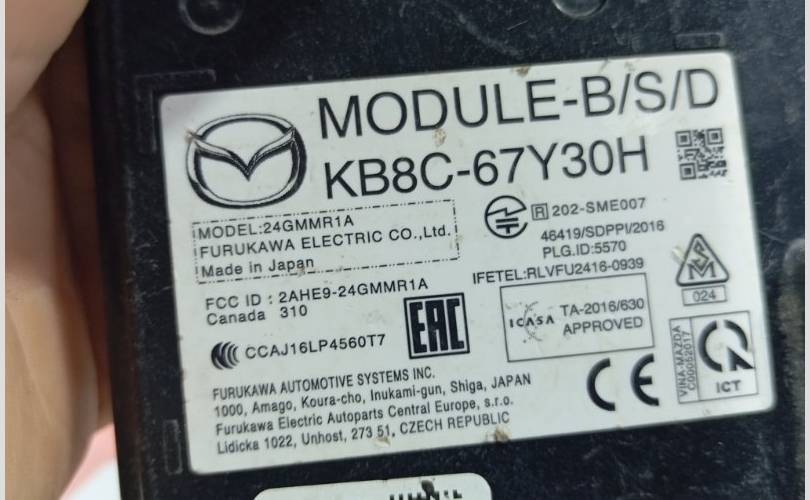 MODULE-B/S/D
KB8C-67Y30H
MODEL:24GMMR1A
FURUKAWA ELECTRIC CO.,Ltd.
Made in Japan
R 202-SME007
46419/SDPPI/2016
PLG.ID:5570
IFETEL:RLVFU2416-0939
FCC ID : 2AHE9-24GMMR1A
Canada 310
CCAJ16LP4560T7
EAC
ICASA
TA-2016/630
APPROVED
024
VINA-MAZDA
C00052017
ICT
CE
FURUKAWA AUTOMOTIVE SYSTEMS INC.
1000, Amago, Koura-cho, Inukami-gun, Shiga, JAPAN
Furukawa Electric Autoparts Central Europe, s.r.o.
Lidicka 1022, Unhost, 273 51, CZECH REPUBLIC